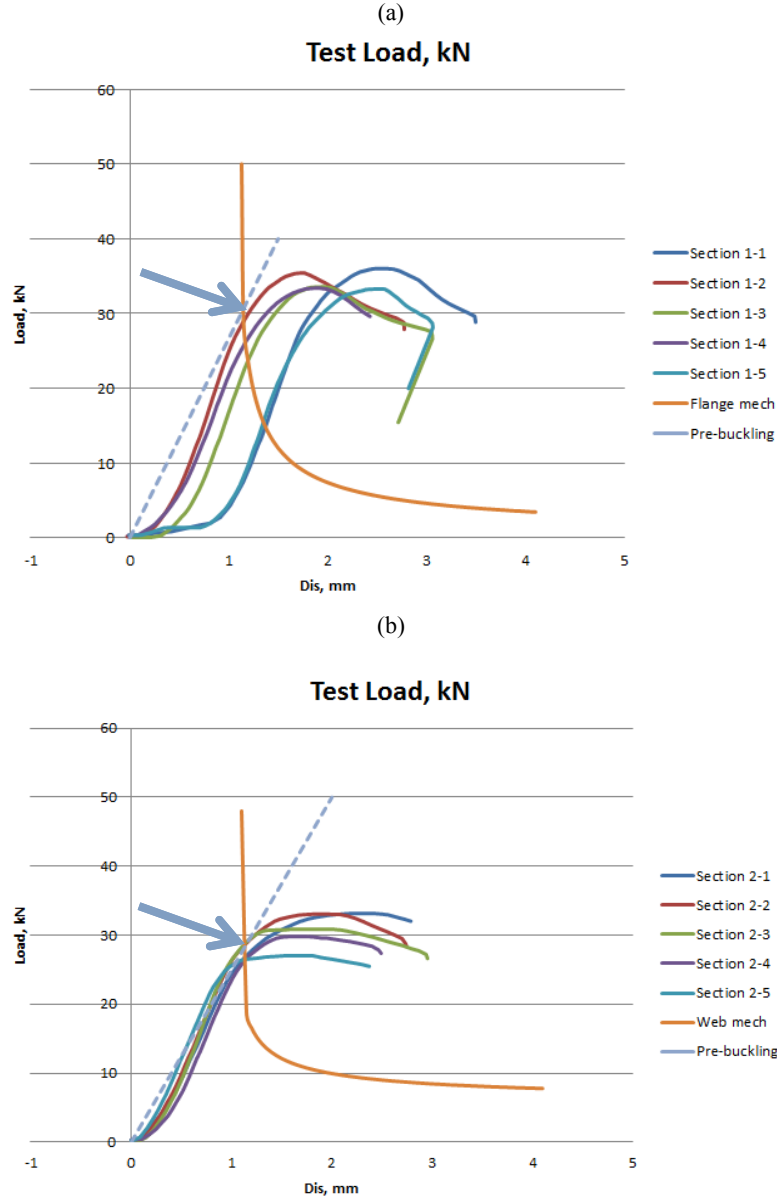 (a)
Test Load, kN
60
50
40
30
20
10
0
-1 0 1 2 3 4 5
Load, kN
Dis, mm
Section 1-1
Section 1-2
Section 1-3
Section 1-4
Section 1-5
Flange mech
Pre-buckling
(b)
Test Load, kN
60
50
40
30
20
10
0
-1 0 1 2 3 4 5
Load, kN
Dis, mm
Section 2-1
Section 2-2
Section 2-3
Section 2-4
Section 2-5
Web mech
Pre-buckling